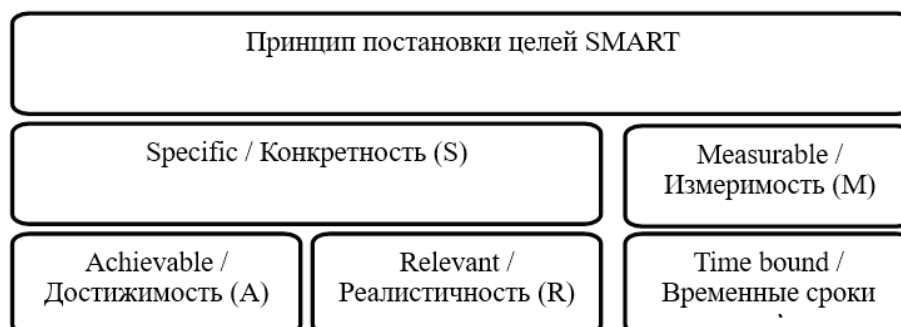 Принцип постановки целей SMART
Specific / Конкретность (S)
Measurable /
Измеримость (M)
Achievable /
Достижимость (A)
Relevant /
Реалистичность (R)
Time bound /
Временные сроки